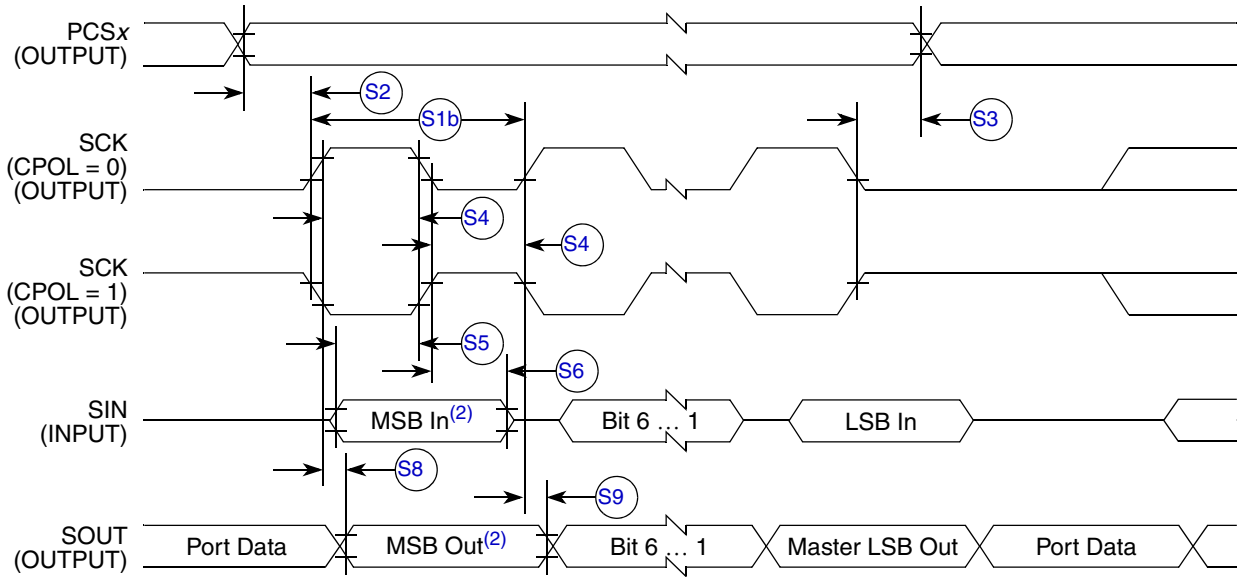 PCSx
(OUTPUT)
S2
S1b
S3
SCK
(CPOL = 0)
(OUTPUT)
S4
S4
SCK
(CPOL = 1)
(OUTPUT)
S5
S6
SIN
(INPUT)
MSB In(2)
Bit 6 … 1
LSB In
S8
S9
SOUT
(OUTPUT)
Port Data
MSB Out(2)
Bit 6 … 1
Master LSB Out
Port Data